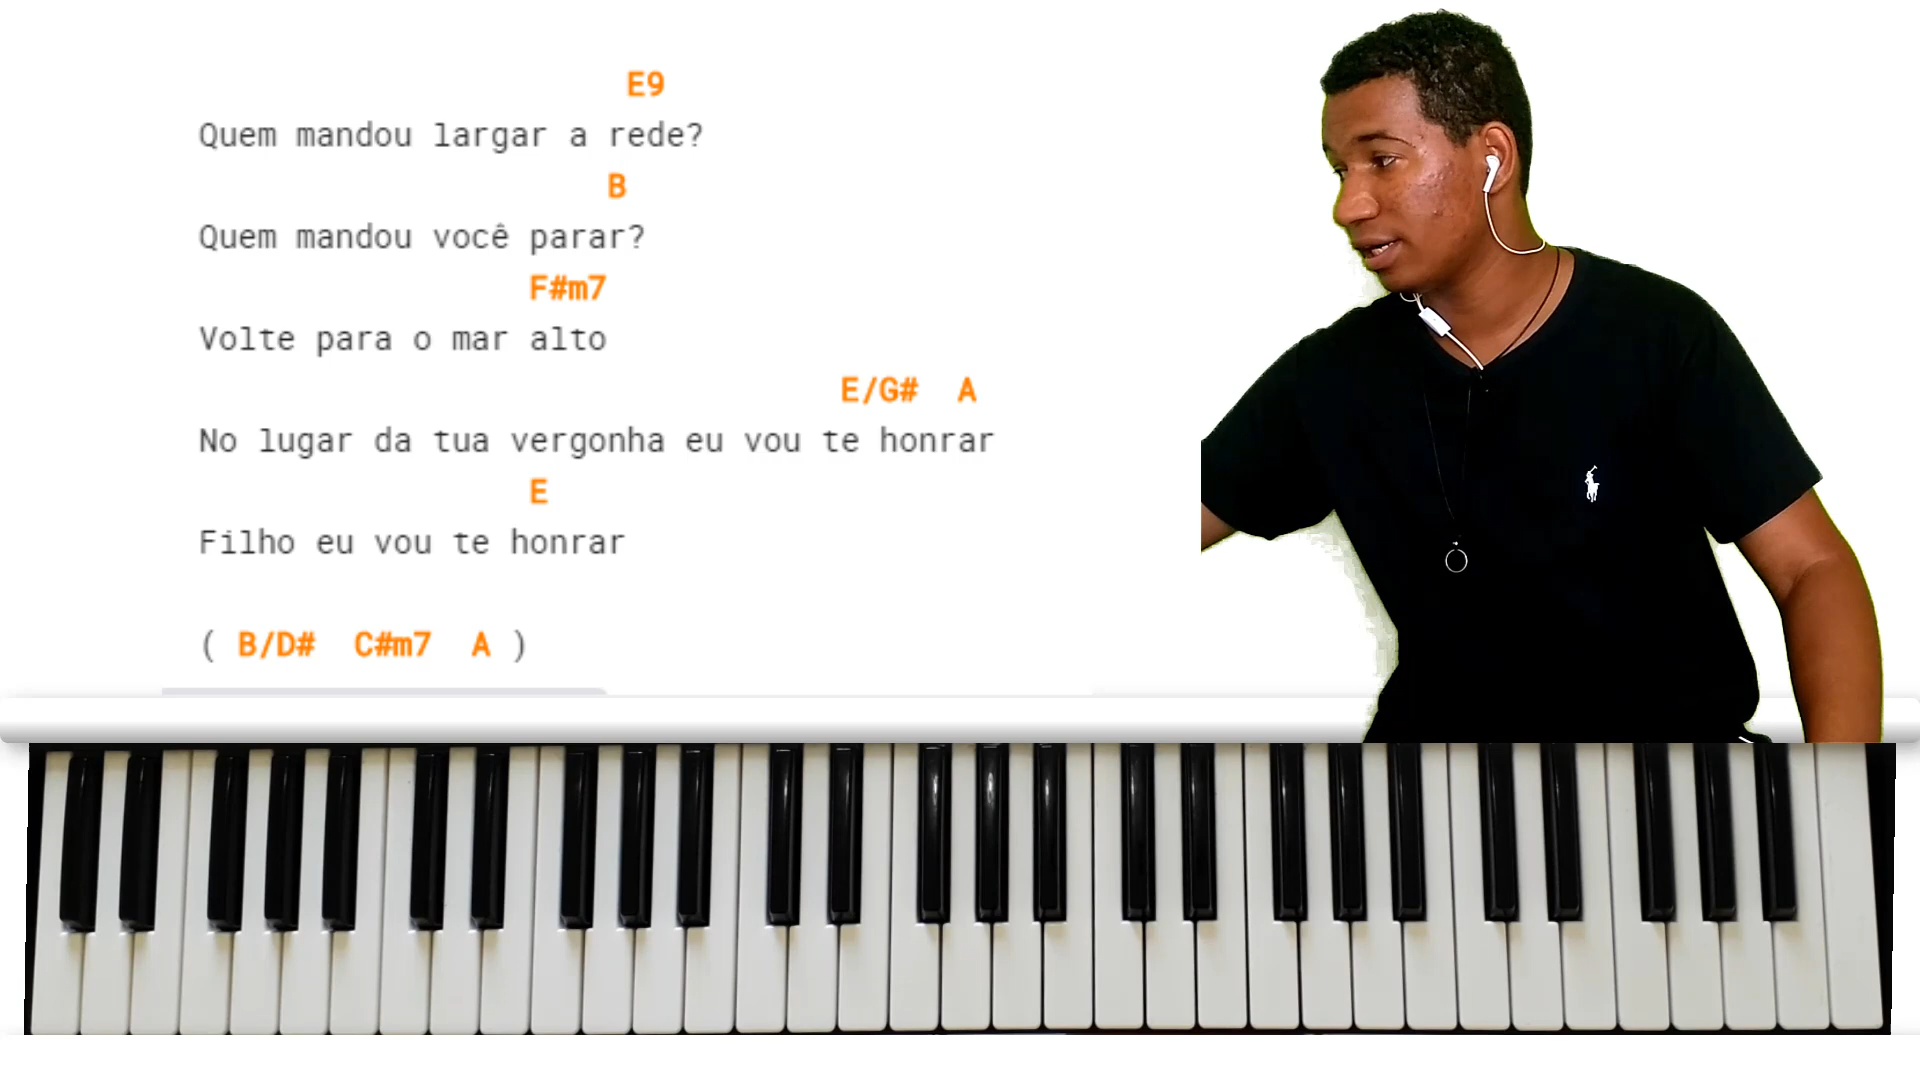 E9
Quem mandou largar a rede?
B
Quem mandou você parar?
F#m7
Volte para o mar alto
E/G# A
No lugar da tua vergonha eu vou te honrar
E
Filho eu vou te honrar
( B/D# C#m7 A )